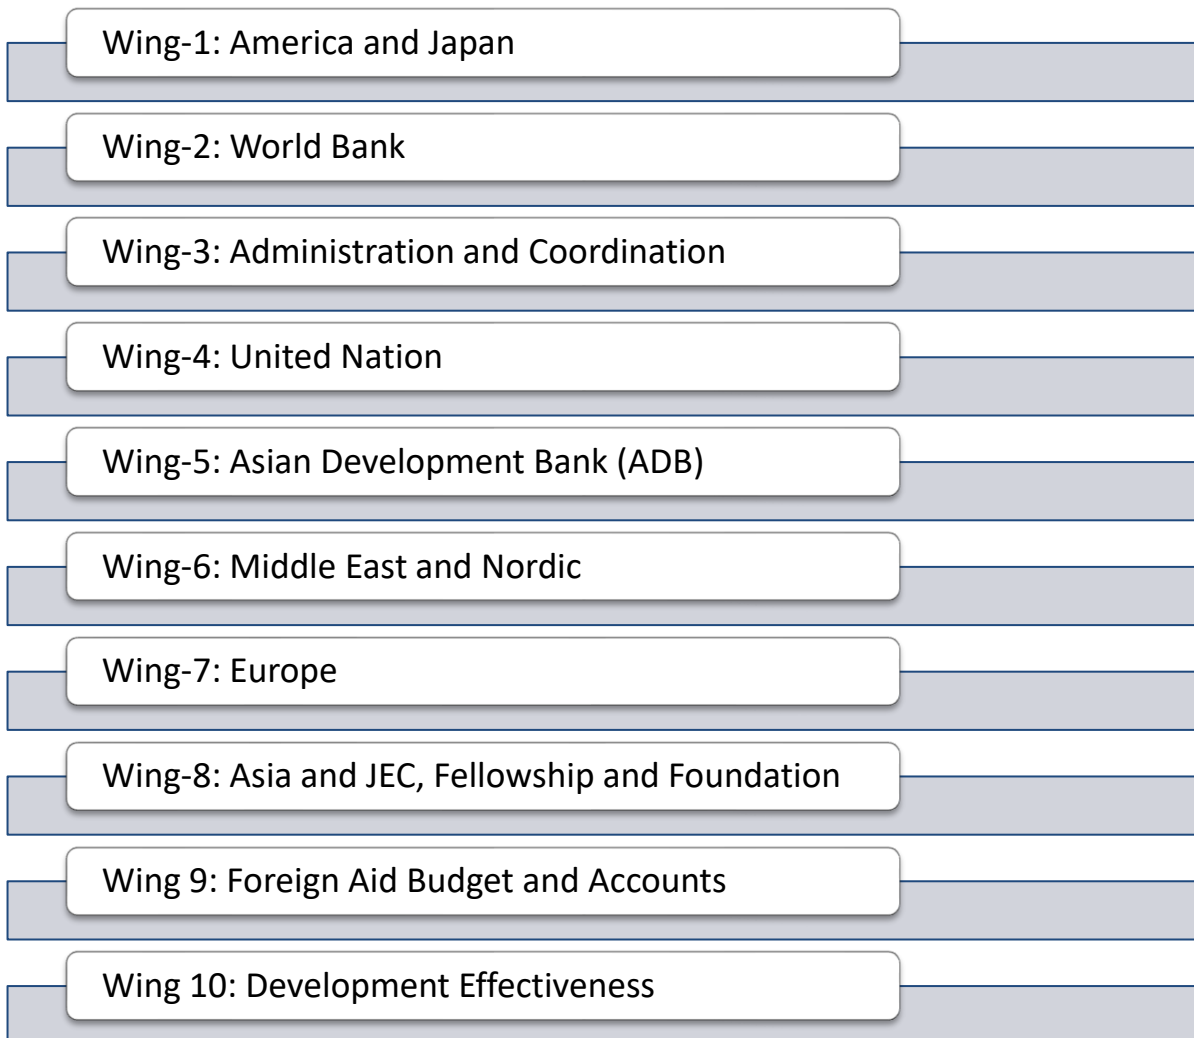 Wing-1: America and Japan
Wing-2: World Bank
Wing-3: Administration and Coordination
Wing-4: United Nation
Wing-5: Asian Development Bank (ADB)
Wing-6: Middle East and Nordic
Wing-7: Europe
Wing-8: Asia and JEC, Fellowship and Foundation
Wing 9: Foreign Aid Budget and Accounts
Wing 10: Development Effectiveness